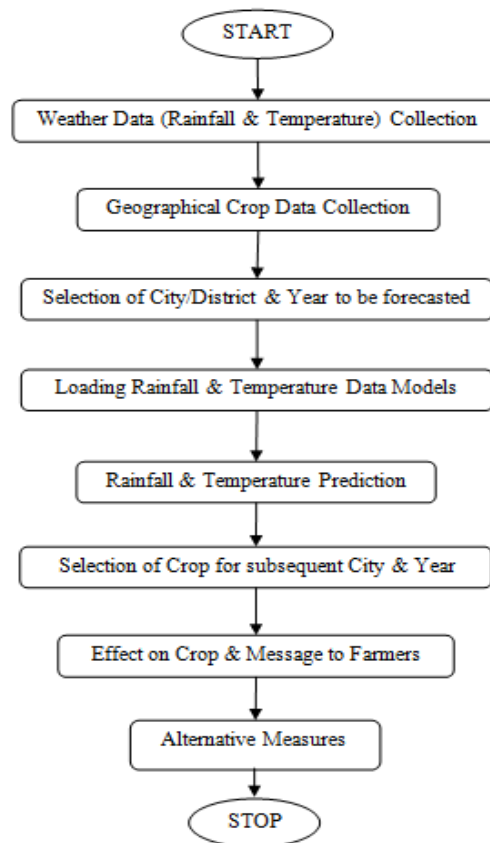 START
Weather Data (Rainfall & Temperature) Collection
Geographical Crop Data Collection
Selection of City/District & Year to be forecasted
Loading Rainfall & Temperature Data Models
Rainfall & Temperature Prediction
Selection of Crop for subsequent City & Year
Effect on Crop & Message to Farmers
Alternative Measures
STOP